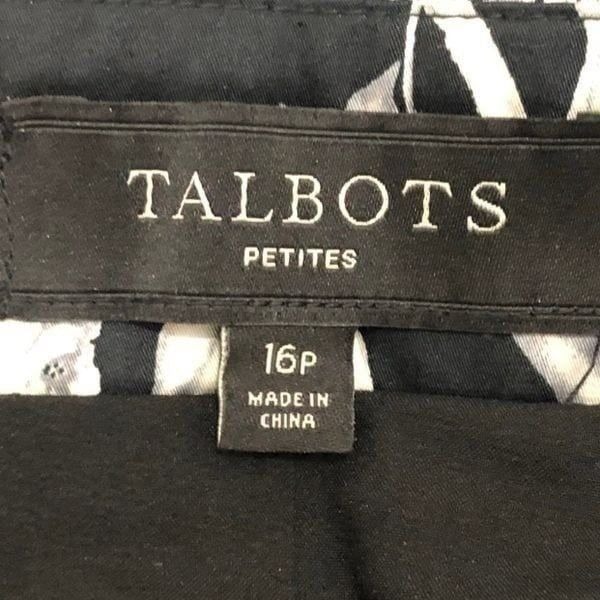 TALBOTS
PETITES
16P
MADE IN
CHINA